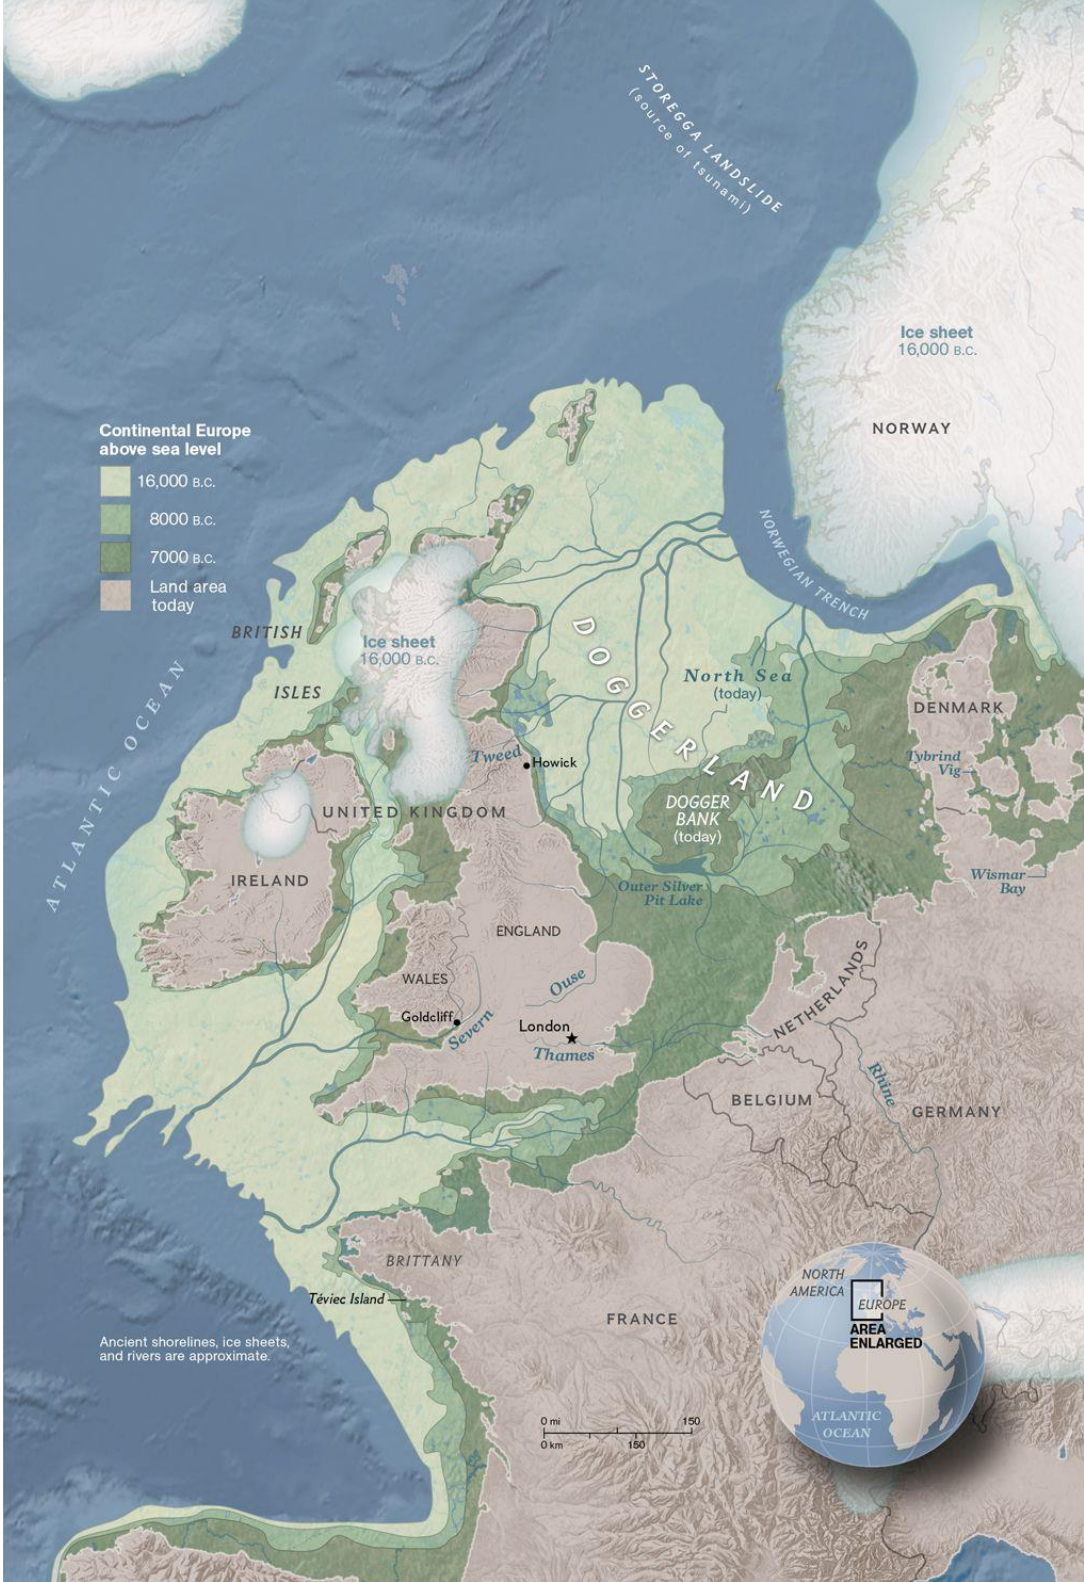 STOREGGA LANDSLIDE
(source of tsunami)
Ice sheet
16,000 B.C.
NORWAY
Continental Europe
above sea level
16,000 B.C.
8000 B.C.
7000 B.C.
Land area
today
NORWEGIAN TRENCH
BRITISH
ISLES
Ice sheet
16,000 B.C.
DOGGERLAND
North Sea
(today)
DENMARK
ATLANTIC OCEAN
Tweed
Howick
Tybrind
Vig
UNITED KINGDOM
DOGGER
BANK
(today)
IRELAND
Outer Silver
Pit Lake
Wismar
Bay
ENGLAND
WALES
Ouse
NETHERLANDS
Goldcliff
Severn
London
Thames
Rhine
BELGIUM
GERMANY
BRITTANY
Téviec Island
FRANCE
NORTH
AMERICA
EUROPE
AREA
ENLARGED
ATLANTIC
OCEAN
Ancient shorelines, ice sheets,
and rivers are approximate.
0 mi 150
0 km 150